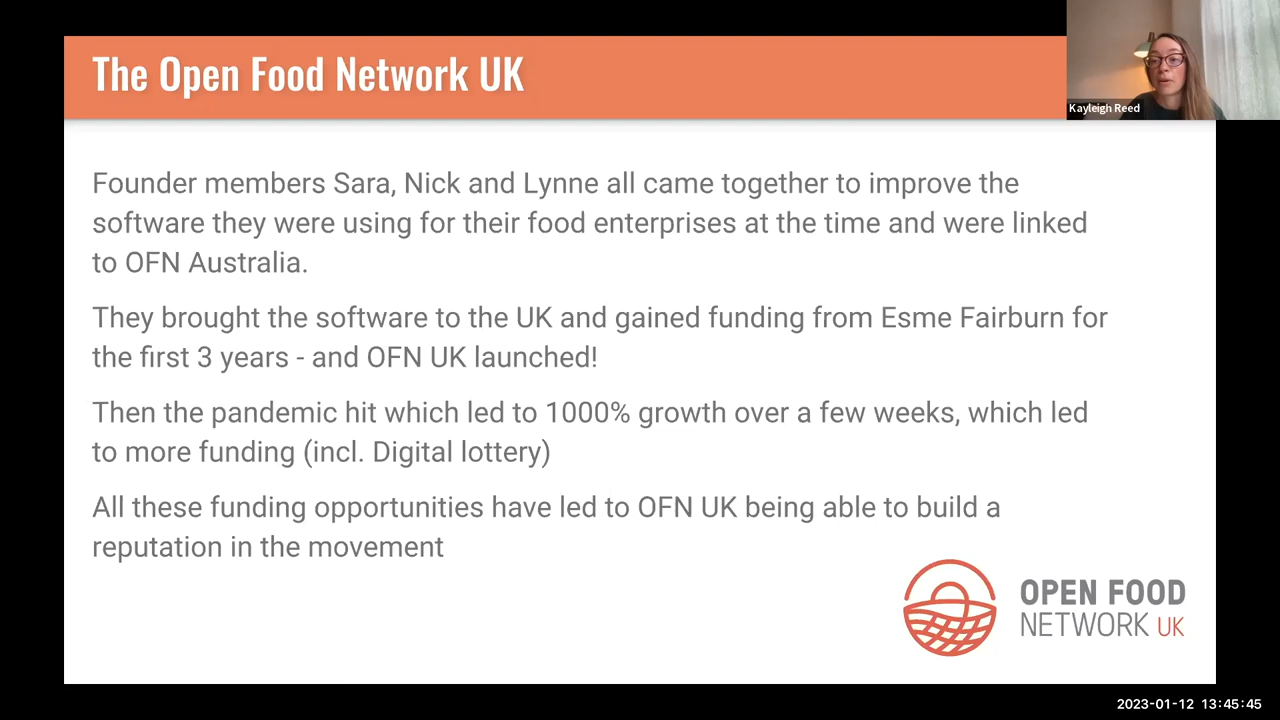 The Open Food Network UK
Kayleigh Reed
Founder members Sara, Nick and Lynne all came together to improve the
software they were using for their food enterprises at the time and were linked
to OFN Australia.
They brought the software to the UK and gained funding from Esme Fairburn for
the first 3 years - and OFN UK launched!
Then the pandemic hit which led to 1000% growth over a few weeks, which led
to more funding (incl. Digital lottery)
All these funding opportunities have led to OFN UK being able to build a
reputation in the movement
OPEN FOOD
NETWORK UK
2023-01-12 13:45:45